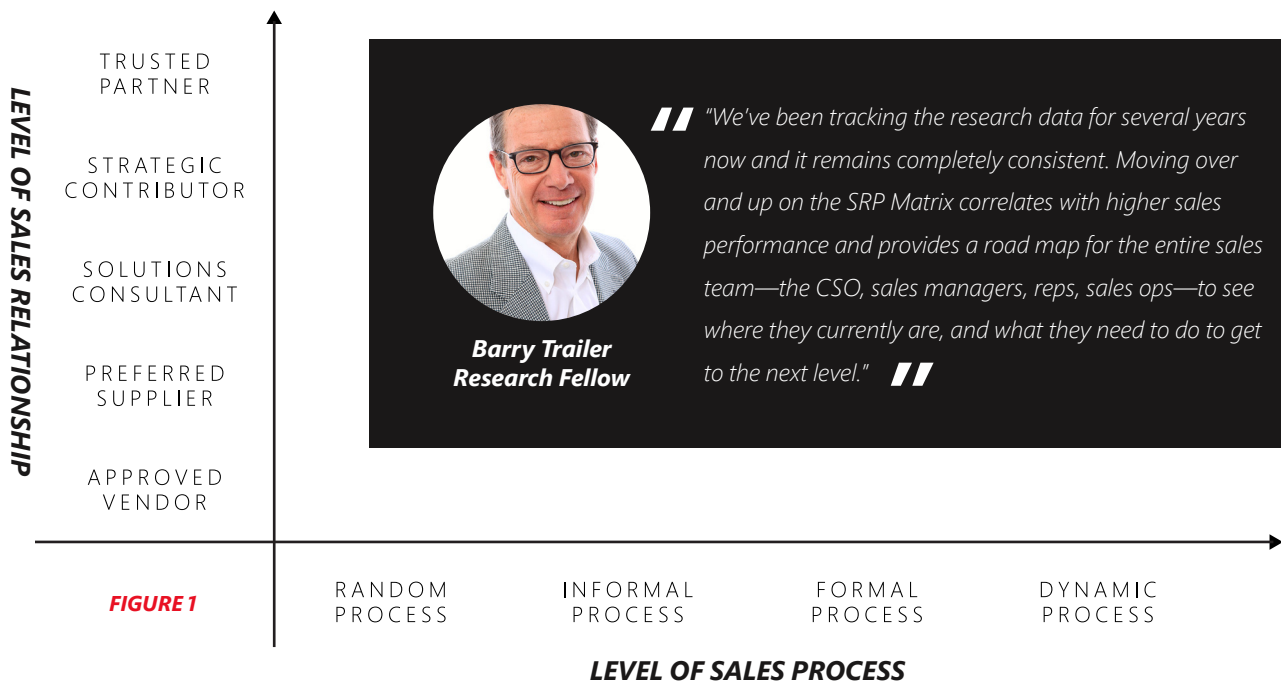 LEVEL OF SALES RELATIONSHIP
TRUSTED
PARTNER
STRATEGIC
CONTRIBUTOR
SOLUTIONS
CONSULTANT
PREFERRED
SUPPLIER
APPROVED
VENDOR
Barry Trailer
Research Fellow
"We've been tracking the research data for several years
now and it remains completely consistent. Moving over
and up on the SRP Matrix correlates with higher sales
performance and provides a road map for the entire sales
team—the CSO, sales managers, reps, sales ops—to see
where they currently are, and what they need to do to get
to the next level."
FIGURE 1
RANDOM
PROCESS
INFORMAL
PROCESS
FORMAL
PROCESS
DYNAMIC
PROCESS
LEVEL OF SALES PROCESS